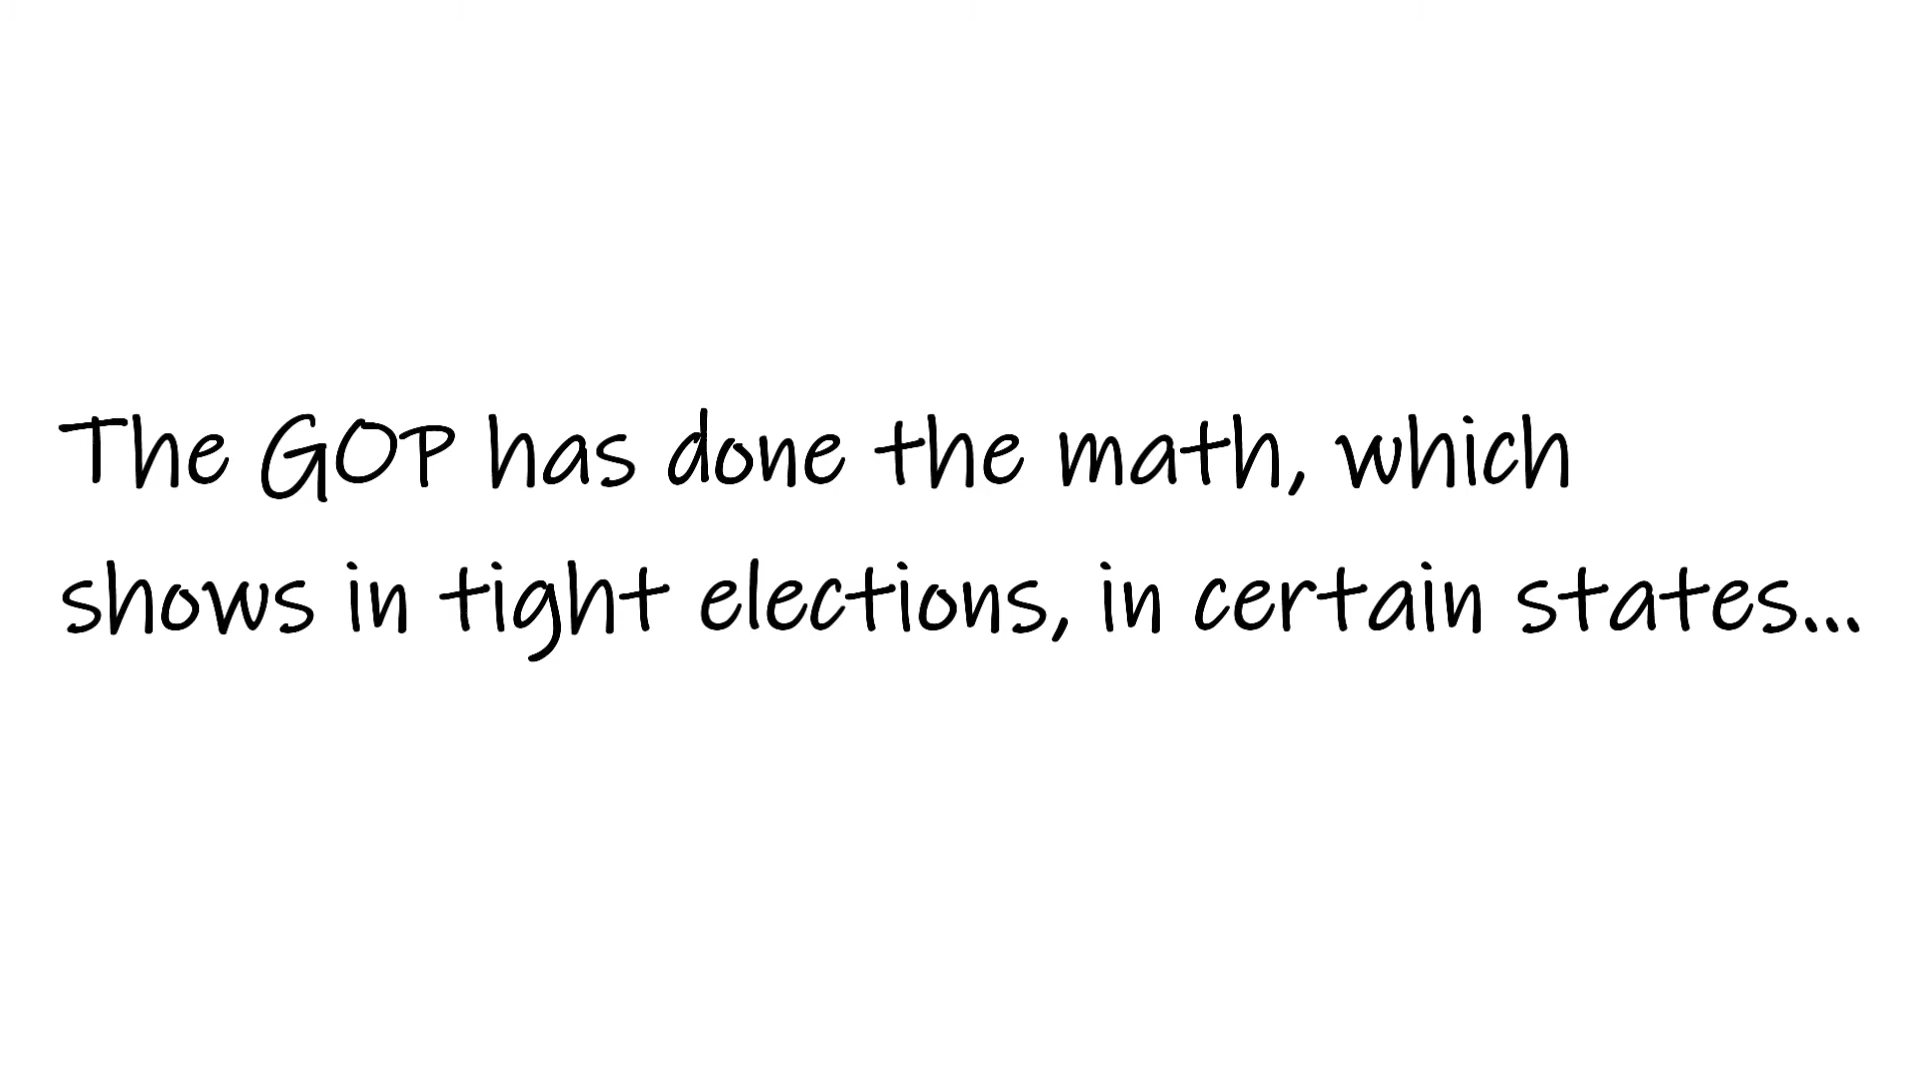 The GOP has done the math, which
shows in tight elections, in certain states...